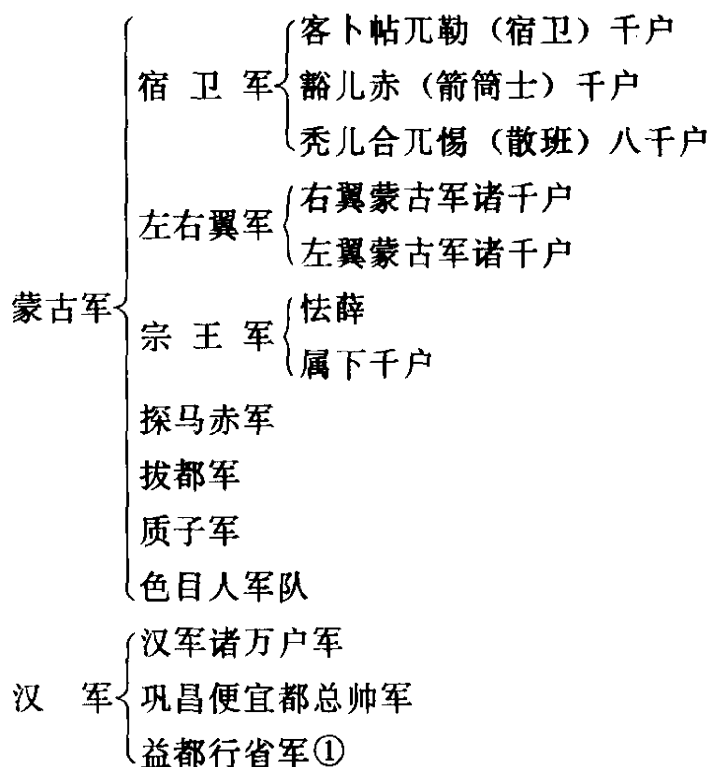 客卜帖兀勒（宿卫）千户
宿卫军
豁儿赤（箭筒士）千户
秃儿合兀惕（散班）八千户
右翼蒙古军诸千户
左右翼军
左翼蒙古军诸千户
蒙古军
怯薛
宗王军
属下千户
探马赤军
拔都军
质子军
色目人军队
汉军诸万户军
汉军
巩昌便宜都总帅军
益都行省军①